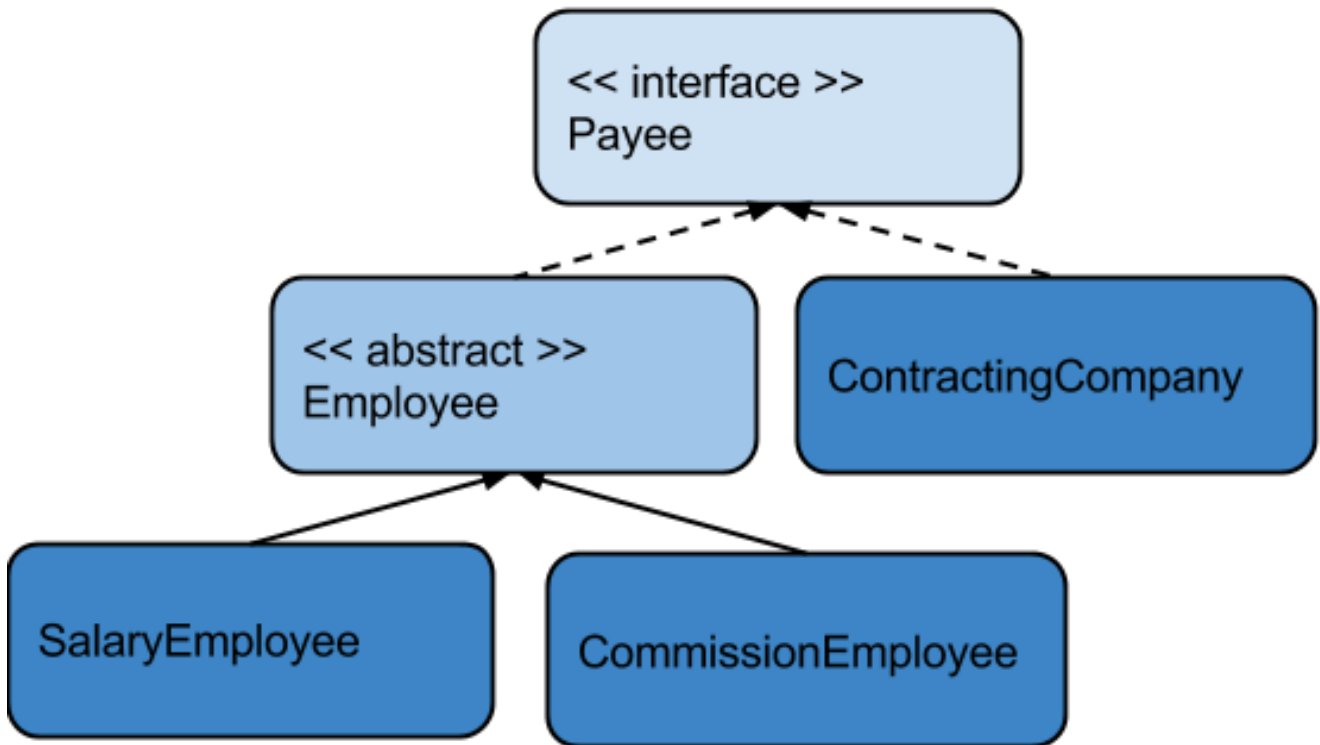 << interface >>
Payee
<< abstract >>
Employee
ContractingCompany
SalaryEmployee
CommissionEmployee